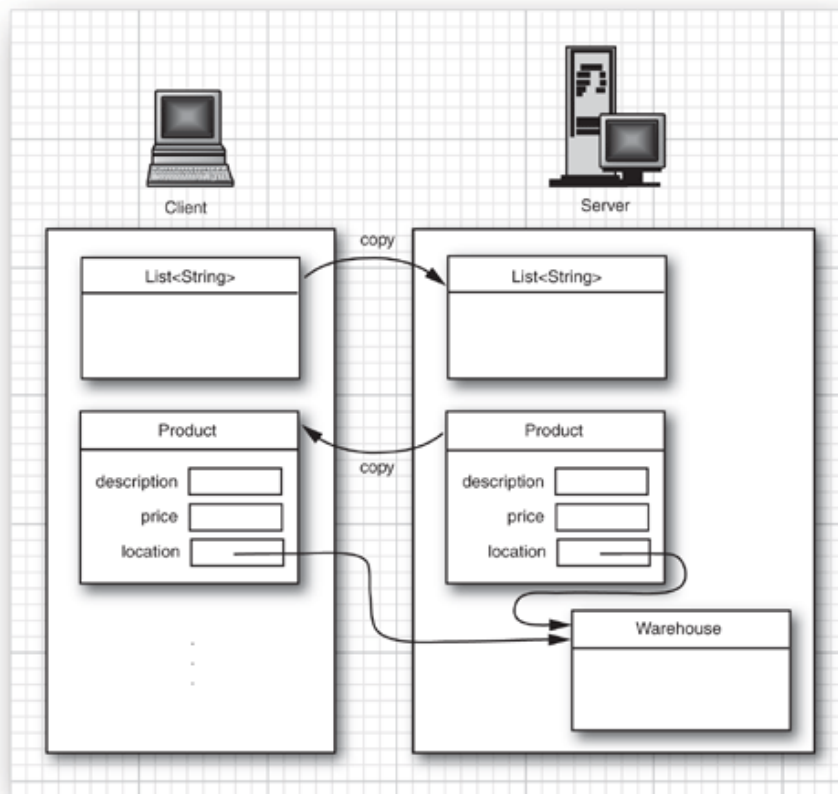 Client
Server
copy
List<String>
List<String>
Product
Product
copy
description
price
location
description
price
location
Warehouse